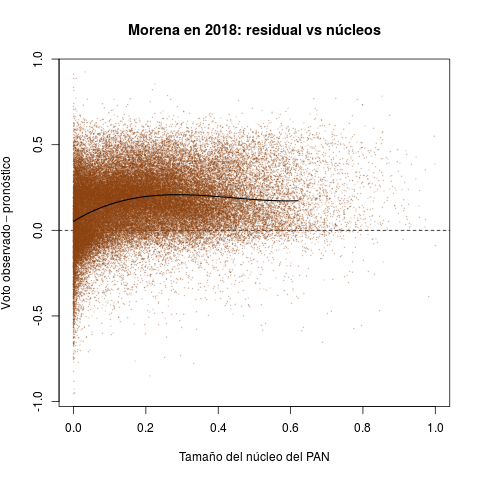 Morena en 2018: residual vs núcleos
Voto observado – pronóstico
1.0
0.5
0.0
-0.5
-1.0
0.0 0.2 0.4 0.6 0.8 1.0
Tamaño del núcleo del PAN